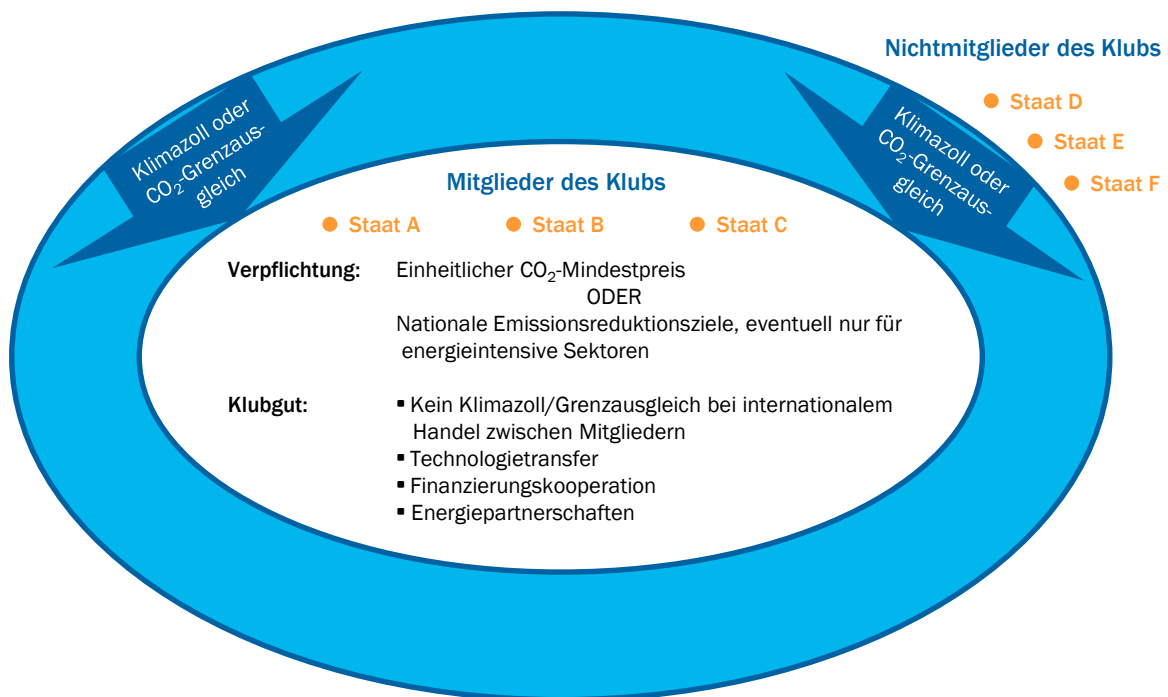 Nichtmitglieder des Klubs
Staat D
Staat E
Staat F
Klimazoll oder
CO₂-Grenzaus-
gleich
Klimazoll oder
CO₂-Grenzaus-
gleich
Mitglieder des Klubs
Staat A
Staat B
Staat C
Verpflichtung: Einheitlicher CO₂-Mindestpreis
ODER
Nationale Emissionsreduktionsziele, eventuell nur für
energieintensive Sektoren
Klubgut: ▪ Kein Klimazoll/Grenzausgleich bei internationalem
Handel zwischen Mitgliedern
▪ Technologietransfer
▪ Finanzierungskooperation
▪ Energiepartnerschaften